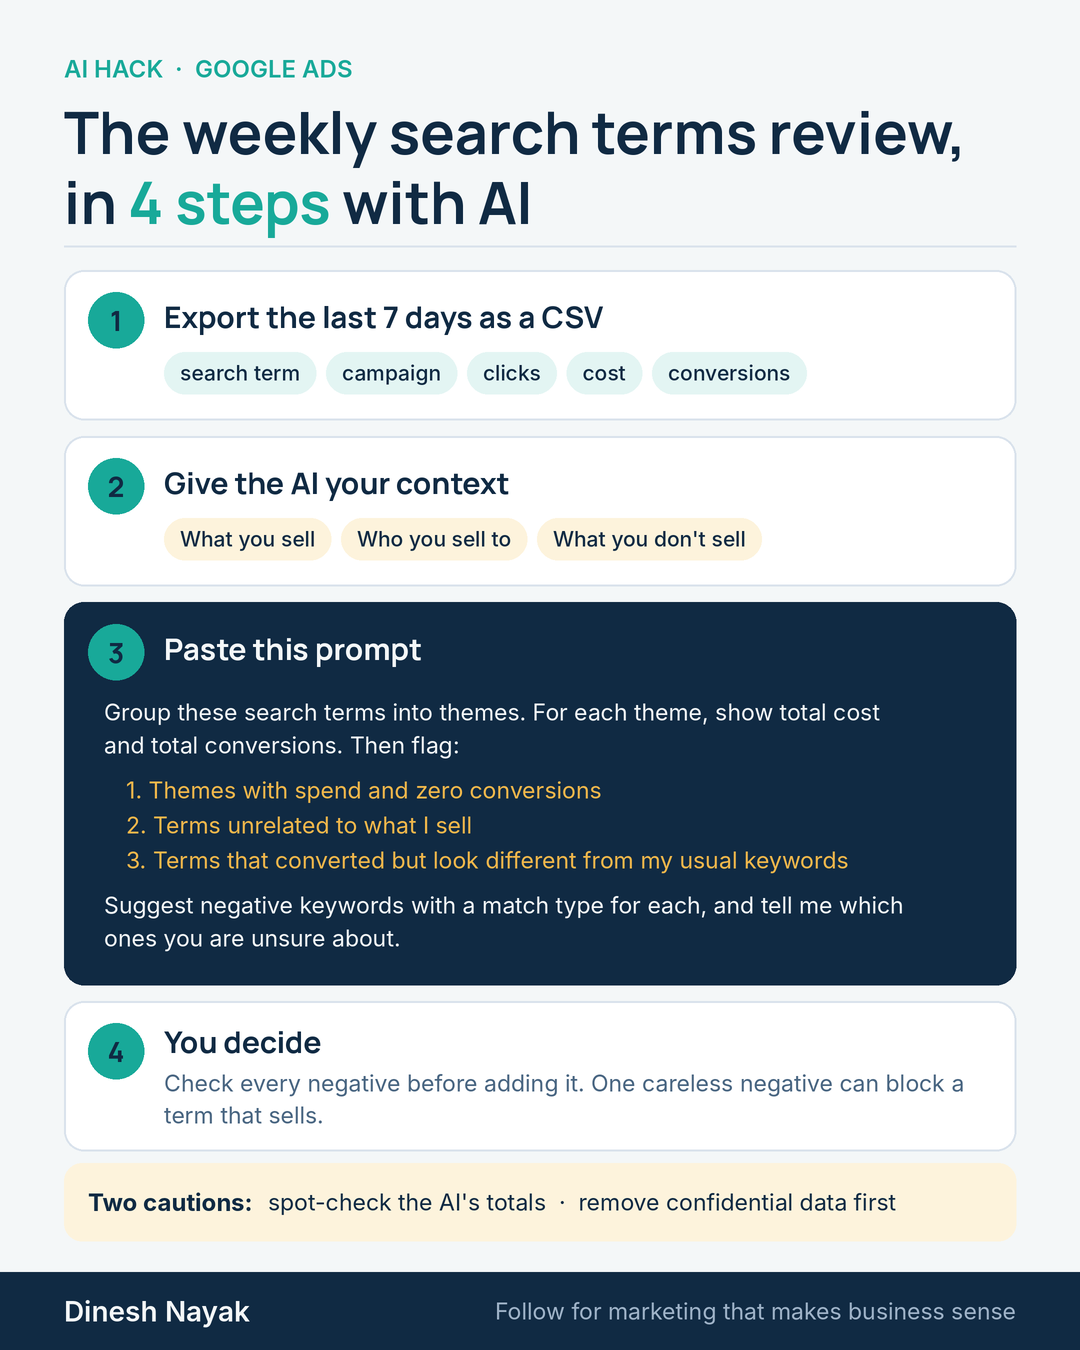 AI HACK · GOOGLE ADS
The weekly search terms review,
in 4 steps with AI
1
Export the last 7 days as a CSV
search term
campaign
clicks
cost
conversions
2
Give the AI your context
What you sell
Who you sell to
What you don't sell
3
Paste this prompt
Group these search terms into themes. For each theme, show total cost
and total conversions. Then flag:
1. Themes with spend and zero conversions
2. Terms unrelated to what I sell
3. Terms that converted but look different from my usual keywords
Suggest negative keywords with a match type for each, and tell me which
ones you are unsure about.
4
You decide
Check every negative before adding it. One careless negative can block a
term that sells.
Two cautions: spot-check the AI's totals · remove confidential data first
Dinesh Nayak
Follow for marketing that makes business sense